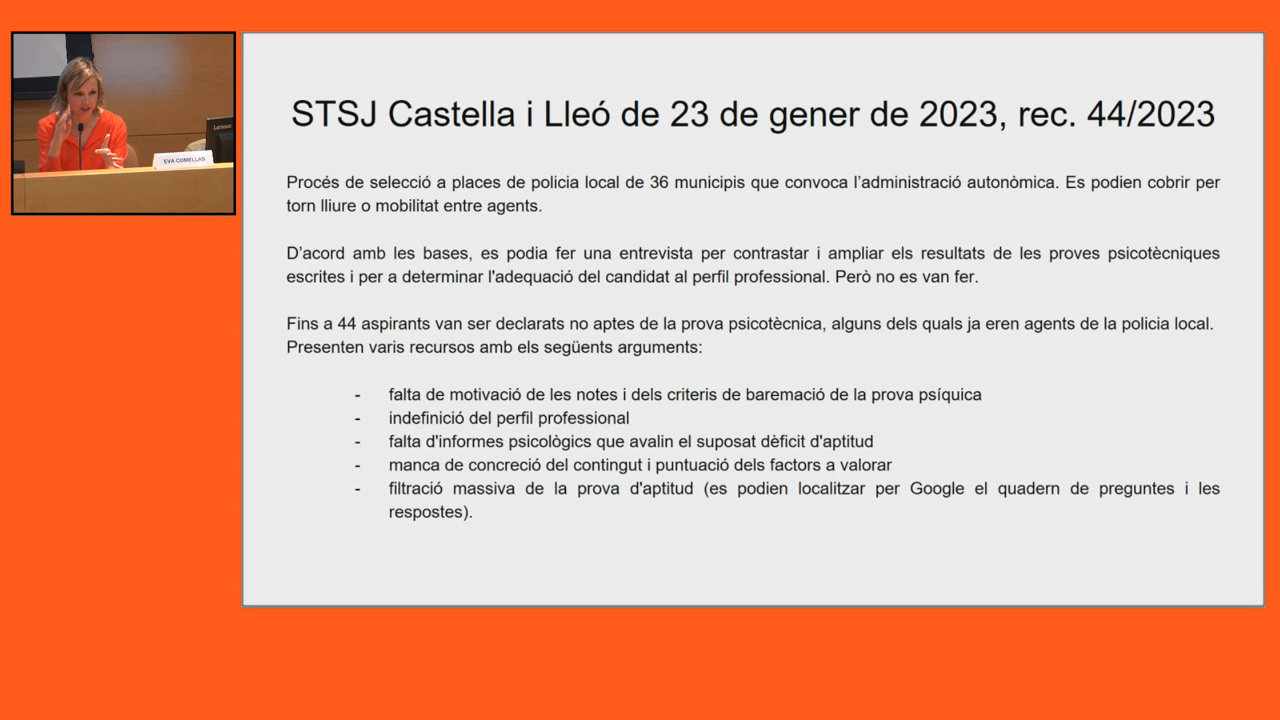 Lenovo
EVA COMELLAS
STSJ Castella i Lleó de 23 de gener de 2023, rec. 44/2023
Procés de selecció a places de policia local de 36 municipis que convoca l’administració autonòmica. Es podien cobrir per
torn lliure o mobilitat entre agents.
D’acord amb les bases, es podia fer una entrevista per contrastar i ampliar els resultats de les proves psicotècniques
escrites i per a determinar l'adequació del candidat al perfil professional. Però no es van fer.
Fins a 44 aspirants van ser declarats no aptes de la prova psicotècnica, alguns dels quals ja eren agents de la policia local.
Presenten varis recursos amb els següents arguments:
- falta de motivació de les notes i dels criteris de baremació de la prova psíquica
- indefinició del perfil professional
- falta d'informes psicològics que avalin el suposat dèficit d'aptitud
- manca de concreció del contingut i puntuació dels factors a valorar
- filtració massiva de la prova d'aptitud (es podien localitzar per Google el quadern de preguntes i les
respostes).